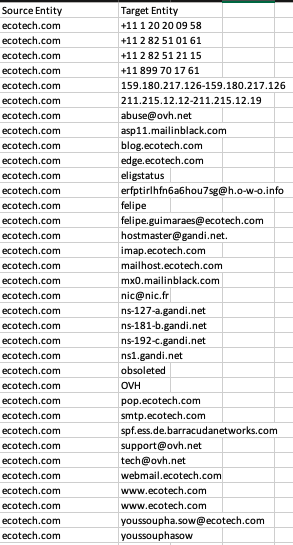 Source Entity Target Entity
ecotech.com +11 1 20 20 09 58
ecotech.com +11 2 82 51 01 61
ecotech.com +11 2 82 51 21 15
ecotech.com +11 899 70 17 61
ecotech.com 159.180.217.126-159.180.217.126
ecotech.com 211.215.12.12-211.215.12.19
ecotech.com abuse@ovh.net
ecotech.com asp11.mailinblack.com
ecotech.com blog.ecotech.com
ecotech.com edge.ecotech.com
ecotech.com eligstatus
ecotech.com erfptirlhfn6a6hou7sg@h.o-w-o.info
ecotech.com felipe
ecotech.com felipe.guimaraes@ecotech.com
ecotech.com hostmaster@gandi.net.
ecotech.com imap.ecotech.com
ecotech.com mailhost.ecotech.com
ecotech.com mx0.mailinblack.com
ecotech.com nic@nic.fr
ecotech.com ns-127-a.gandi.net
ecotech.com ns-181-b.gandi.net
ecotech.com ns-192-c.gandi.net
ecotech.com ns1.gandi.net
ecotech.com obsoleted
ecotech.com OVH
ecotech.com pop.ecotech.com
ecotech.com smtp.ecotech.com
ecotech.com spf.ess.de.barracudanetworks.com
ecotech.com support@ovh.net
ecotech.com tech@ovh.net
ecotech.com webmail.ecotech.com
ecotech.com www.ecotech.com
ecotech.com www.ecotech.com
ecotech.com youssoupha.sow@ecotech.com
ecotech.com youssouphasow